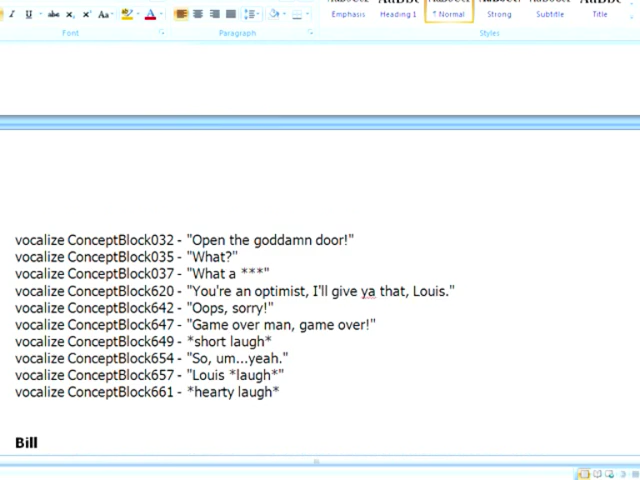 I U abc X, X' Aa
Font Paragraph Styles
Emphasis Heading 1 ¶ Normal Strong Subtitle Title
vocalize ConceptBlock032 - "Open the goddamn door!"
vocalize ConceptBlock035 - "What?"
vocalize ConceptBlock037 - "What a ***"
vocalize ConceptBlock620 - "You're an optimist, I'll give ya that, Louis."
vocalize ConceptBlock642 - "Oops, sorry!"
vocalize ConceptBlock647 - "Game over man, game over!"
vocalize ConceptBlock649 - *short laugh*
vocalize ConceptBlock654 - "So, um...yeah."
vocalize ConceptBlock657 - "Louis *laugh*"
vocalize ConceptBlock661 - *hearty laugh*
Bill